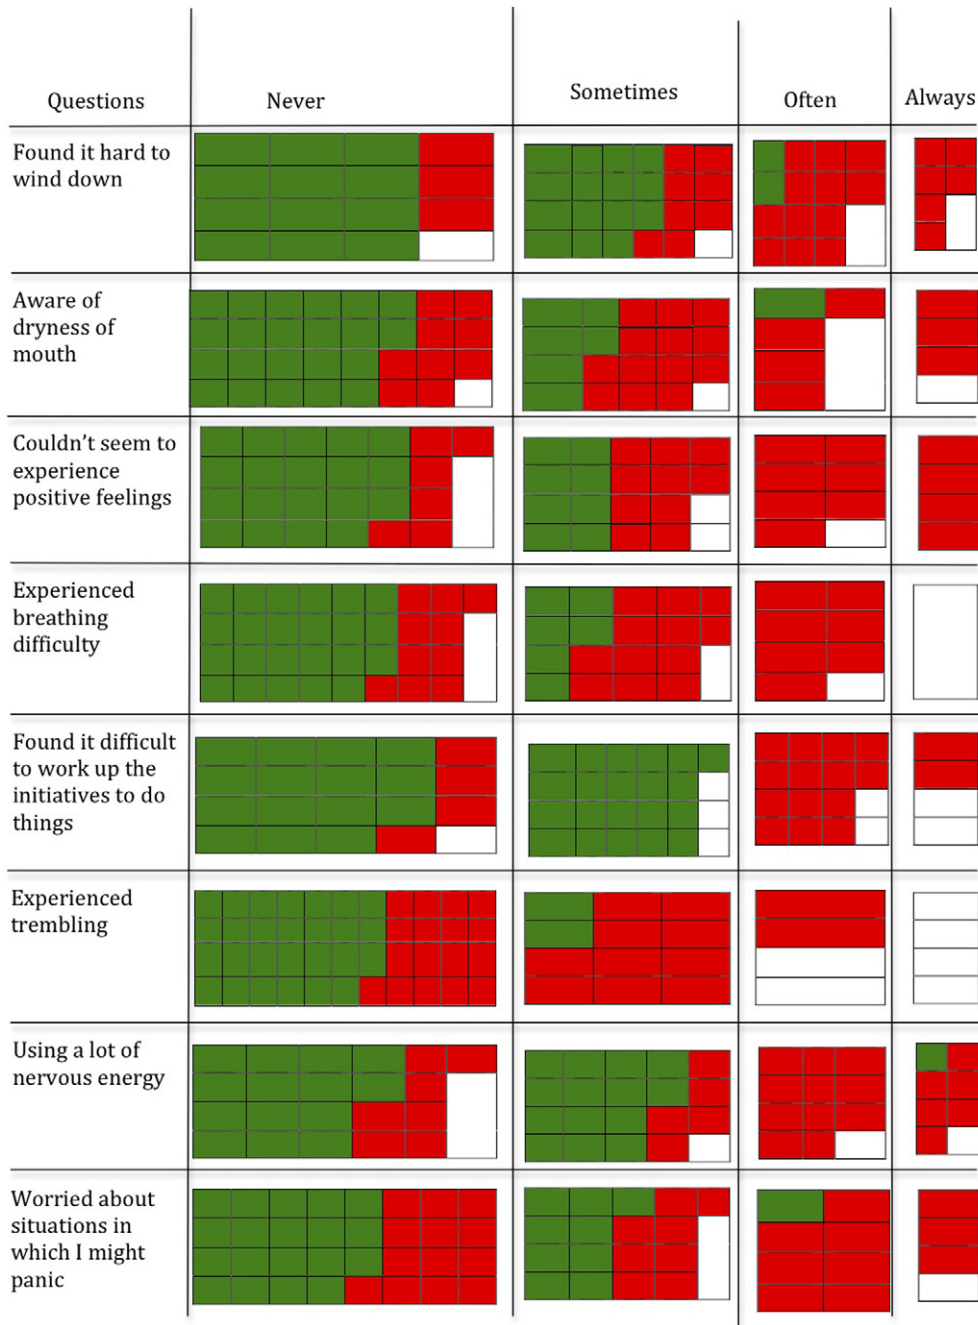 Questions Never Sometimes Often Always
Found it hard to
wind down
Aware of
dryness of
mouth
Couldn't seem to
experience
positive feelings
Experienced
breathing
difficulty
Found it difficult
to work up the
initiatives to do
things
Experienced
trembling
Using a lot of
nervous energy
Worried about
situations in
which I might
panic